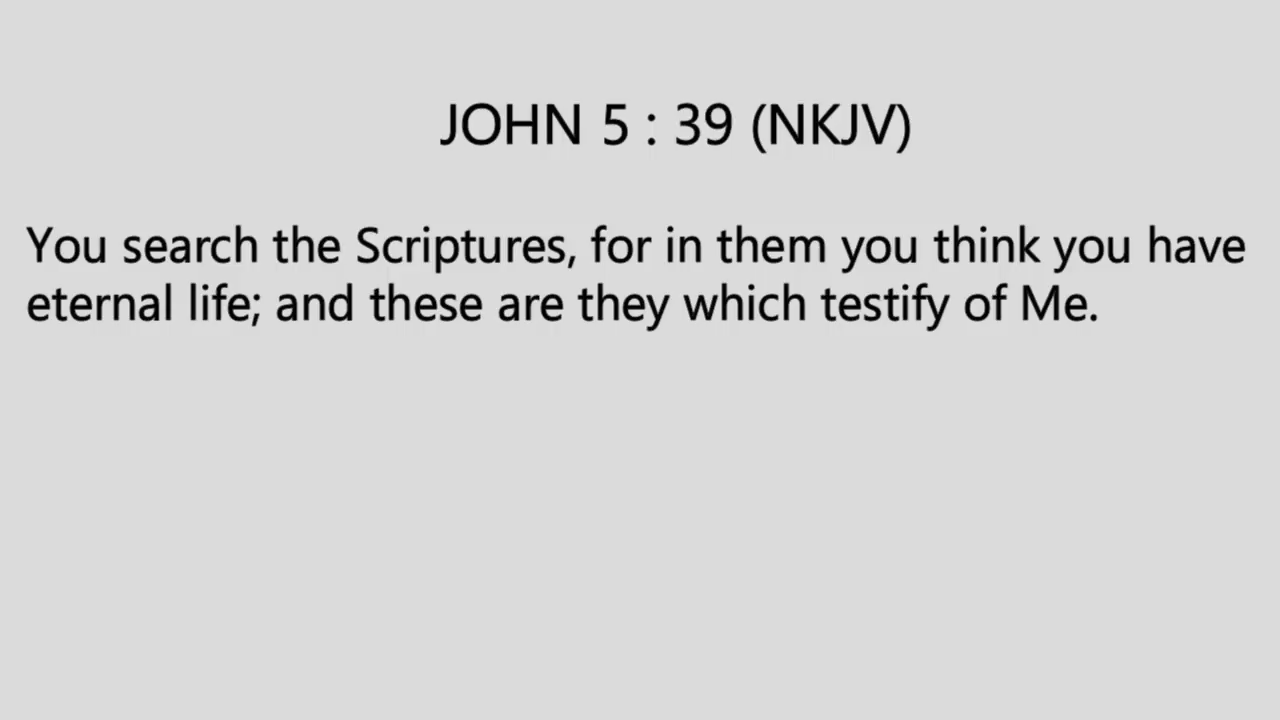 JOHN 5 : 39 (NKJV)
You search the Scriptures, for in them you think you have
eternal life; and these are they which testify of Me.